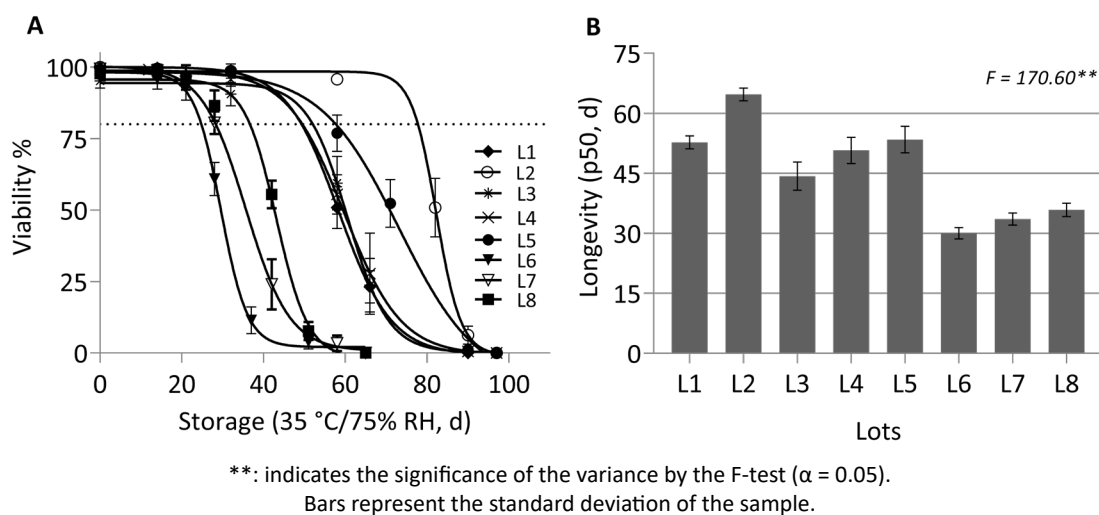 A
Viability %
100
75
50
25
0
0 20 40 60 80 100
Storage (35 °C/75% RH, d)
L1
L2
L3
L4
L5
L6
L7
L8
B
Longevity (p50, d)
75
60
45
30
15
0
F = 170.60**
L1 L2 L3 L4 L5 L6 L7 L8
Lots
**: indicates the significance of the variance by the F-test (α = 0.05).
Bars represent the standard deviation of the sample.